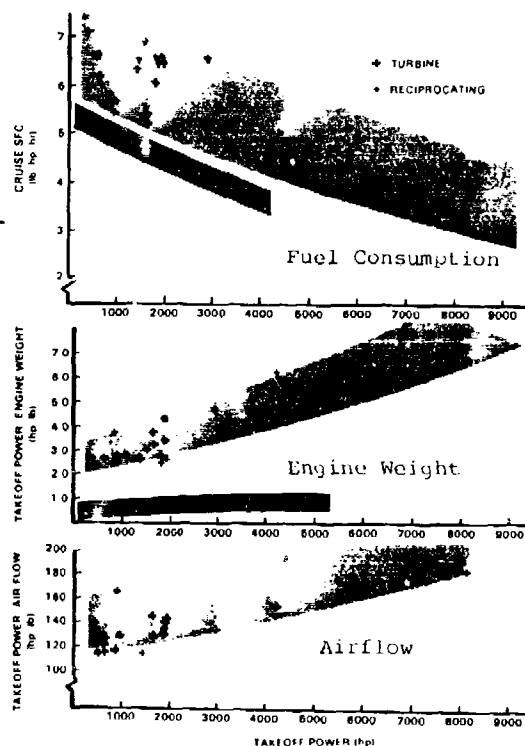 CRUISE SFC
(lb hp hr)
7
6
5
4
3
2
TURBINE
RECIPROCATING
Fuel Consumption
1000 2000 3000 4000 5000 6000 7000 8000 9000
TAKEOFF POWER ENGINE WEIGHT
(hp lb)
80
70
60
50
40
30
20
10
Engine Weight
1000 2000 3000 4000 5000 6000 7000 8000 9000
TAKEOFF POWER AIR FLOW
(hp lb)
200
180
160
140
120
100
Airflow
1000 2000 3000 4000 5000 6000 7000 8000 9000
TAKEOFF POWER (hp)